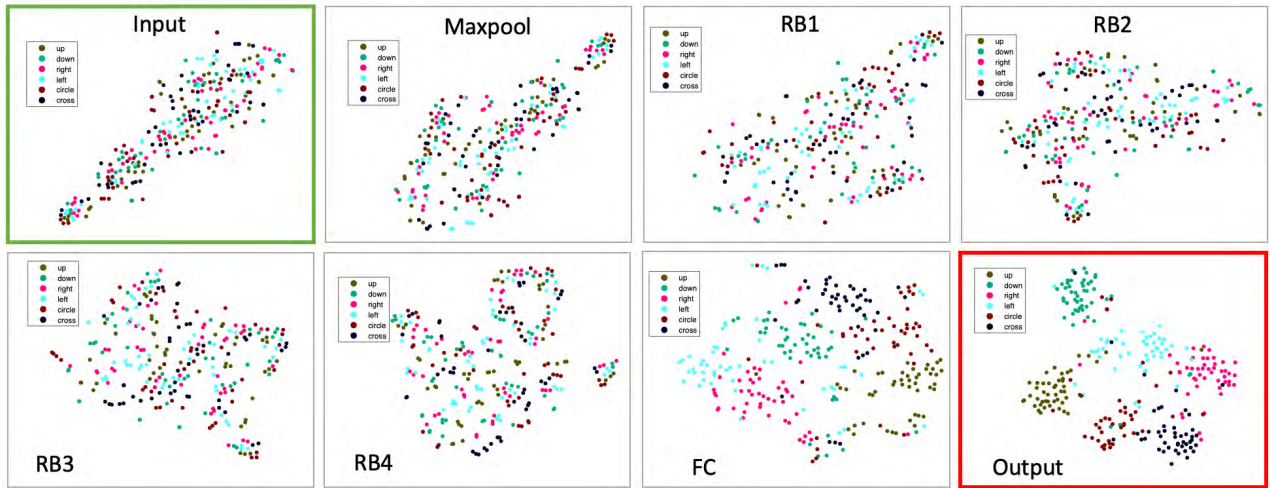 Input
up
down
right
left
circle
cross
Maxpool
up
down
right
left
circle
cross
RB1
up
down
right
left
circle
cross
RB2
up
down
right
left
circle
cross
up
down
right
left
circle
cross
RB3
up
down
right
left
circle
cross
RB4
up
down
right
left
circle
cross
FC
up
down
right
left
circle
cross
Output